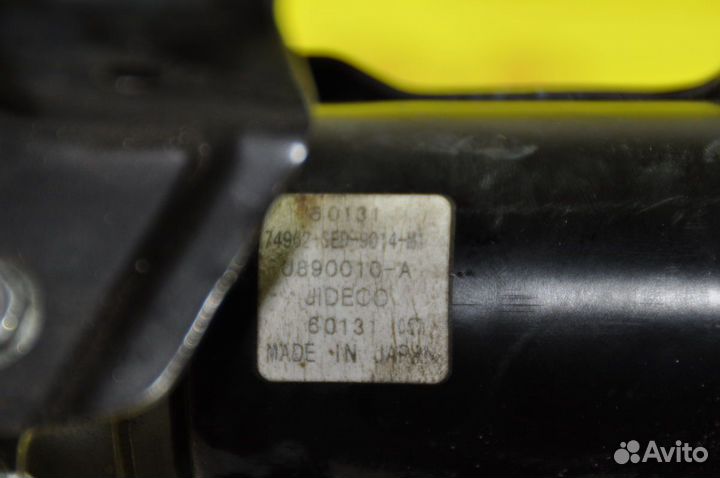 60131
74962-SED-9014-M1
0890010-A
JIDECO
60131
MADE IN JAPAN
Avito